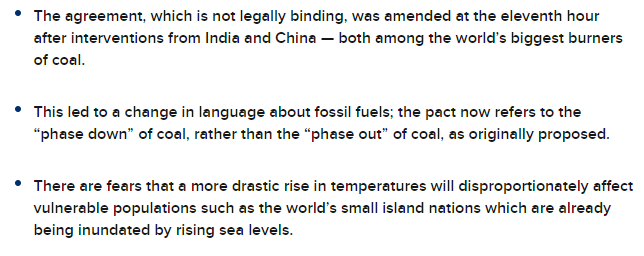 • The agreement, which is not legally binding, was amended at the eleventh hour
after interventions from India and China — both among the world’s biggest burners
of coal.
• This led to a change in language about fossil fuels; the pact now refers to the
“phase down” of coal, rather than the “phase out” of coal, as originally proposed.
• There are fears that a more drastic rise in temperatures will disproportionately affect
vulnerable populations such as the world’s small island nations which are already
being inundated by rising sea levels.